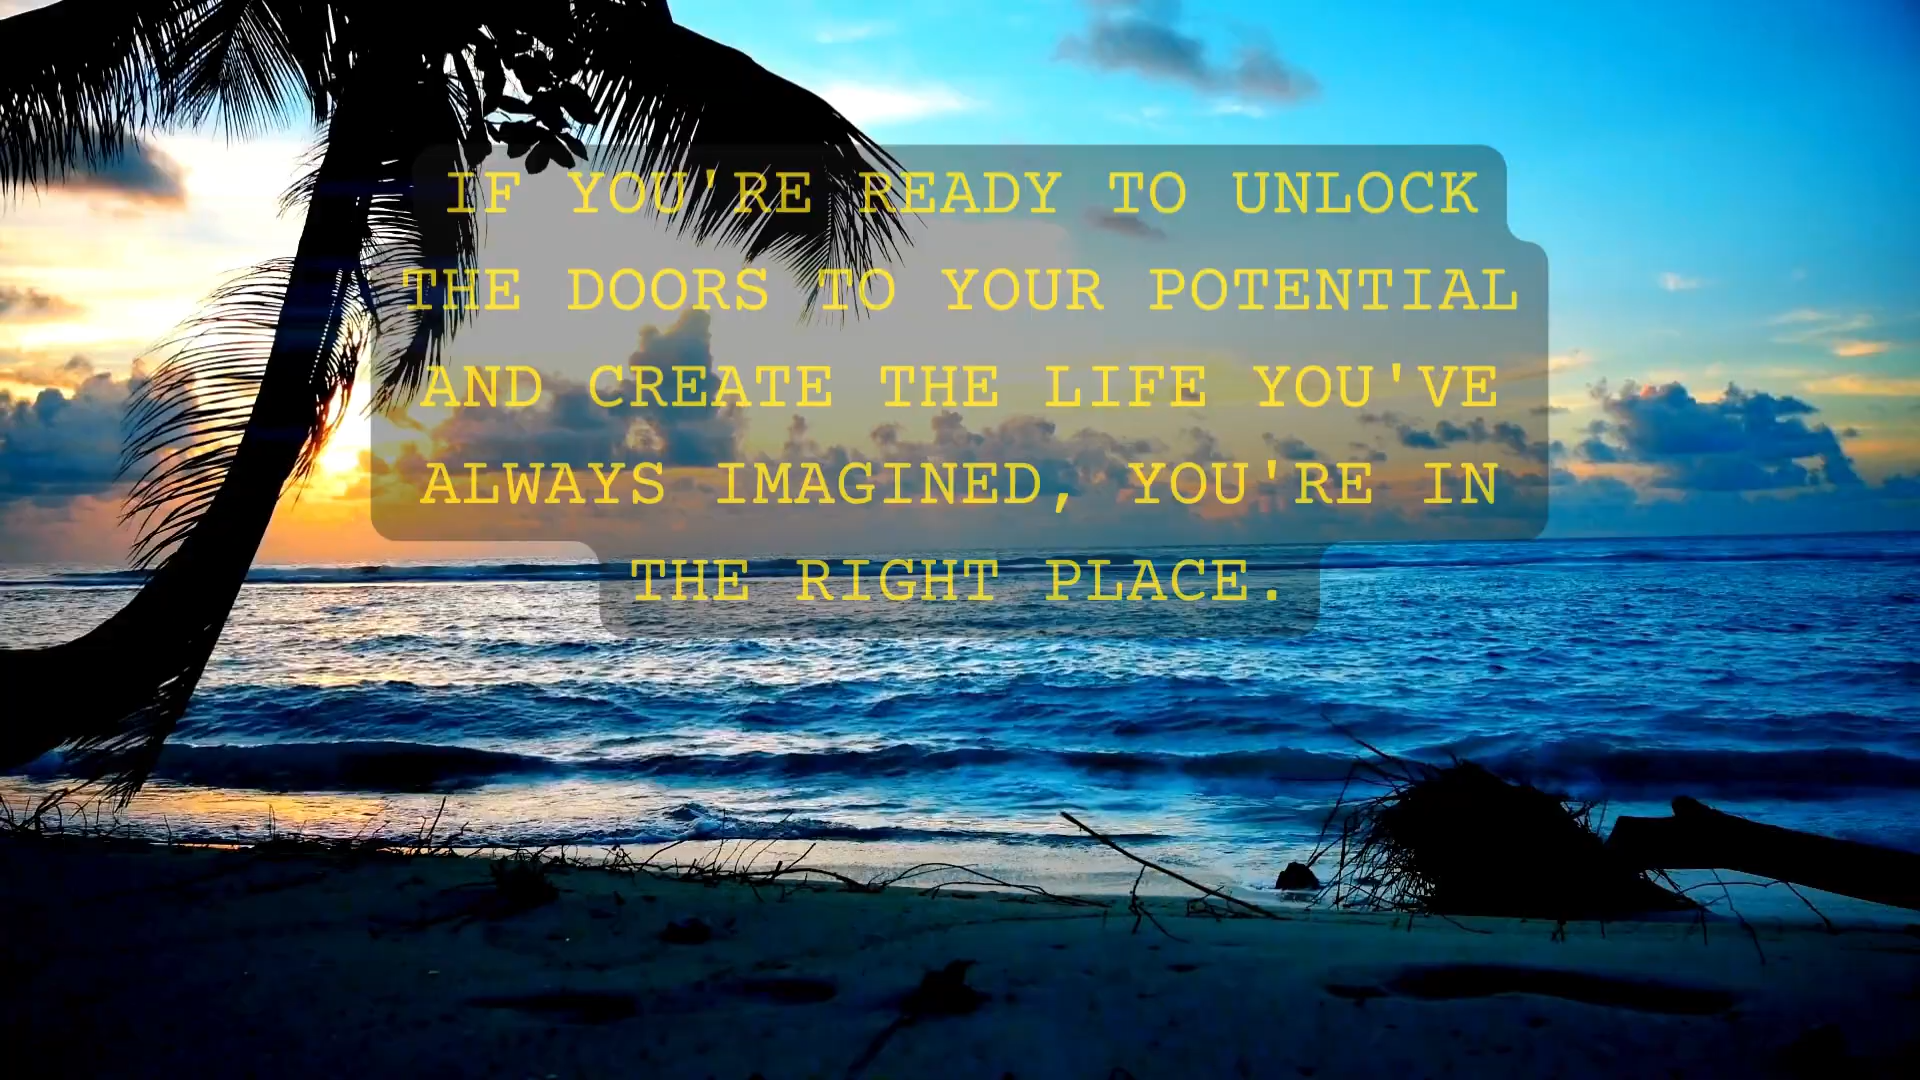 IF YOU'RE READY TO UNLOCK
THE DOORS TO YOUR POTENTIAL
AND CREATE THE LIFE YOU'VE
ALWAYS IMAGINED, YOU'RE IN
THE RIGHT PLACE.